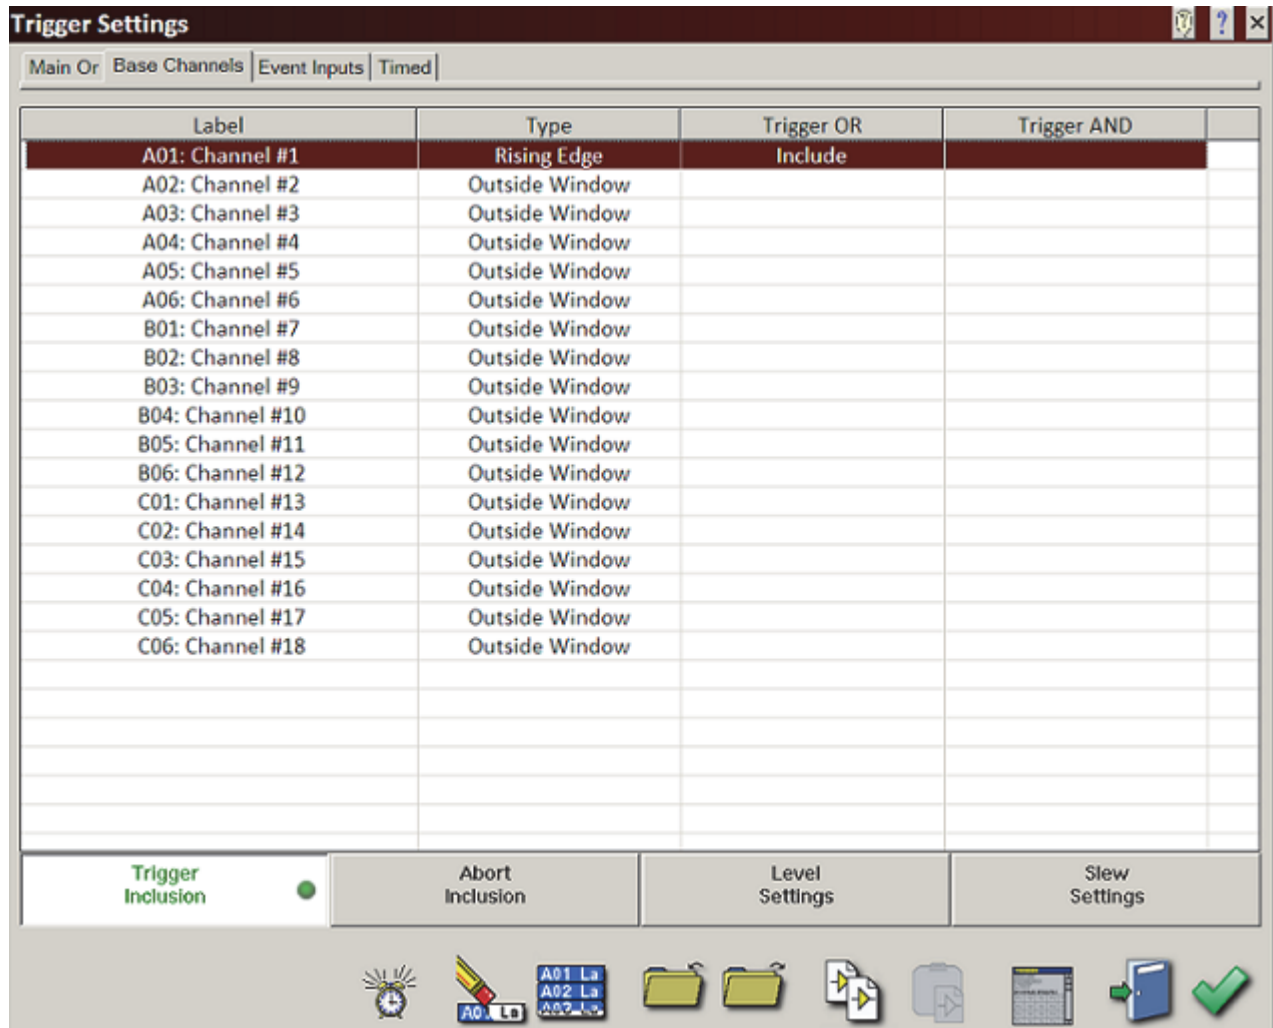 Trigger Settings
?
Main Or Base Channels Event Inputs Timed
Label Type Trigger OR Trigger AND
A01: Channel #1 Rising Edge Include
A02: Channel #2 Outside Window
A03: Channel #3 Outside Window
A04: Channel #4 Outside Window
A05: Channel #5 Outside Window
A06: Channel #6 Outside Window
B01: Channel #7 Outside Window
B02: Channel #8 Outside Window
B03: Channel #9 Outside Window
B04: Channel #10 Outside Window
B05: Channel #11 Outside Window
B06: Channel #12 Outside Window
C01: Channel #13 Outside Window
C02: Channel #14 Outside Window
C03: Channel #15 Outside Window
C04: Channel #16 Outside Window
C05: Channel #17 Outside Window
C06: Channel #18 Outside Window
Trigger Inclusion
Abort Inclusion
Level Settings
Slew Settings
A0 La
A01 La
A02 La